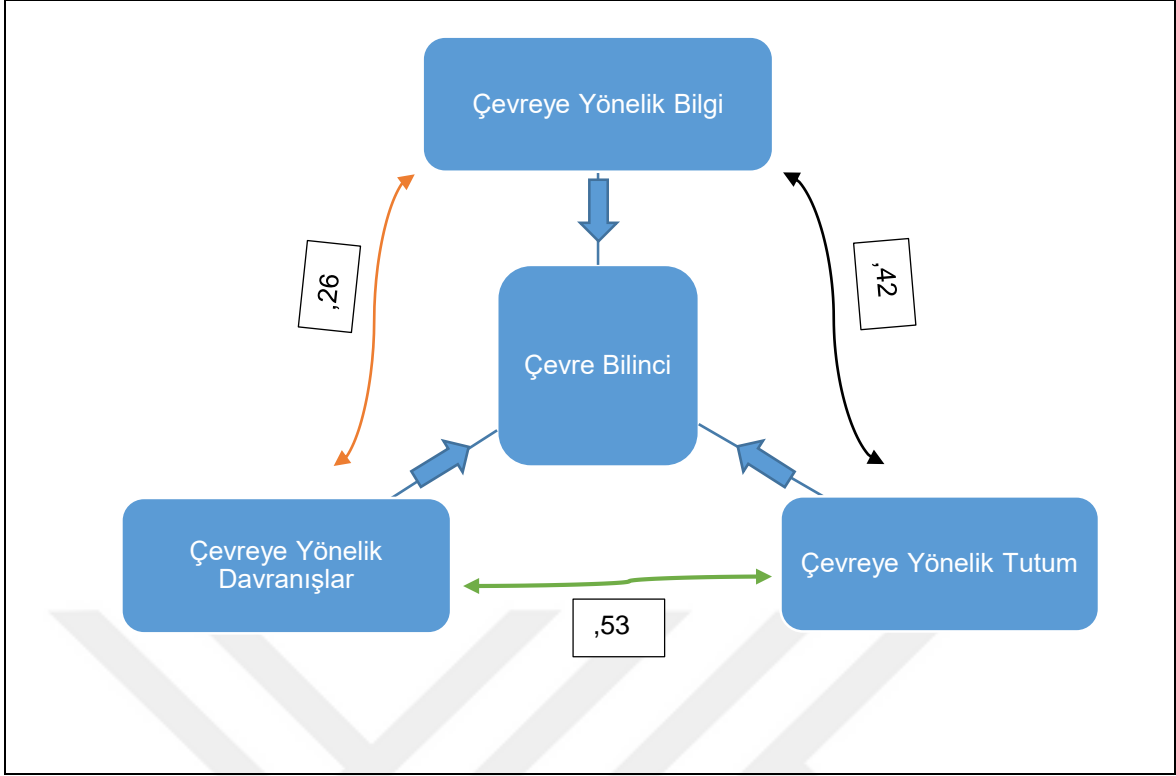 Çevreye Yönelik Bilgi
,26
,42
Çevre Bilinci
Çevreye Yönelik
Davranışlar
Çevreye Yönelik Tutum
,53